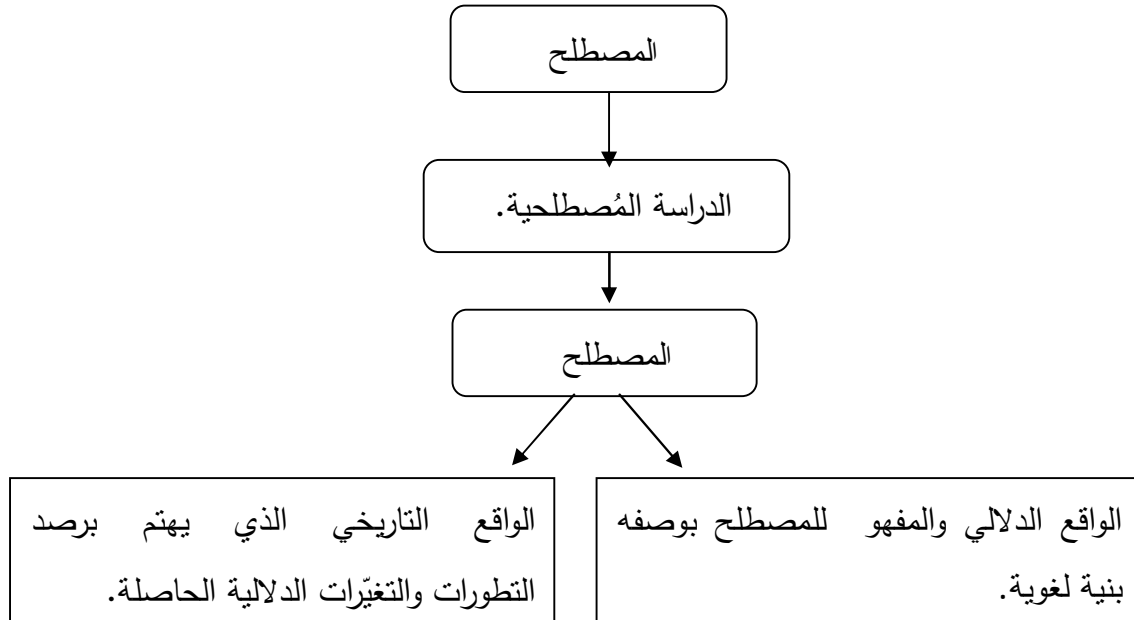 المصطلح
الدراسة المُصطلحية.
المصطلح
الواقع الدلالي والمفهو للمصطلح بوصفه
بنية لغوية.
الواقع التاريخي الذي يهتم برصد
التطورات والتغيّرات الدلالية الحاصلة.